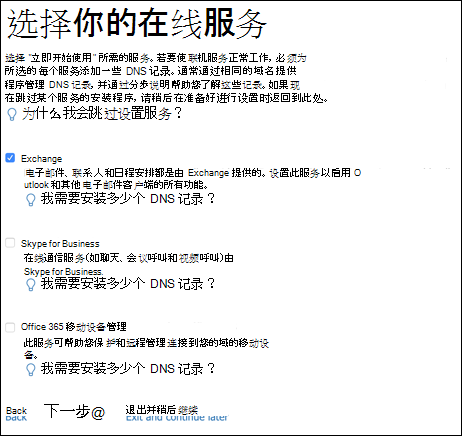 选择你的在线服务
选择 "立即开始使用" 所需的服务。若要使联机服务正常工作，必须为
所选的每个服务添加一些 DNS 记录。通常通过相同的域名提供
程序管理 DNS 记录，并通过分步说明帮助您了解这些记录。如果现
在跳过某个服务的安装程序，请稍后在准备好进行设置时返回到此处。
为什么我会跳过设置服务？
Exchange
电子邮件、联系人和日程安排都是由 Exchange 提供的。设置此服务以启用 O
utlook 和其他电子邮件客户端的所有功能。
我需要安装多少个 DNS 记录？
Skype for Business
在线通信服务(如聊天、会议呼叫和视频呼叫)由
Skype for Business.
我需要安装多少个 DNS 记录？
Office 365 移动设备管理
此服务可帮助您保护和远程管理连接到您的域的移动设
备。
我需要安装多少个 DNS 记录？
Back 下一步@ 退出并稍后继续
Back Exit and continue later